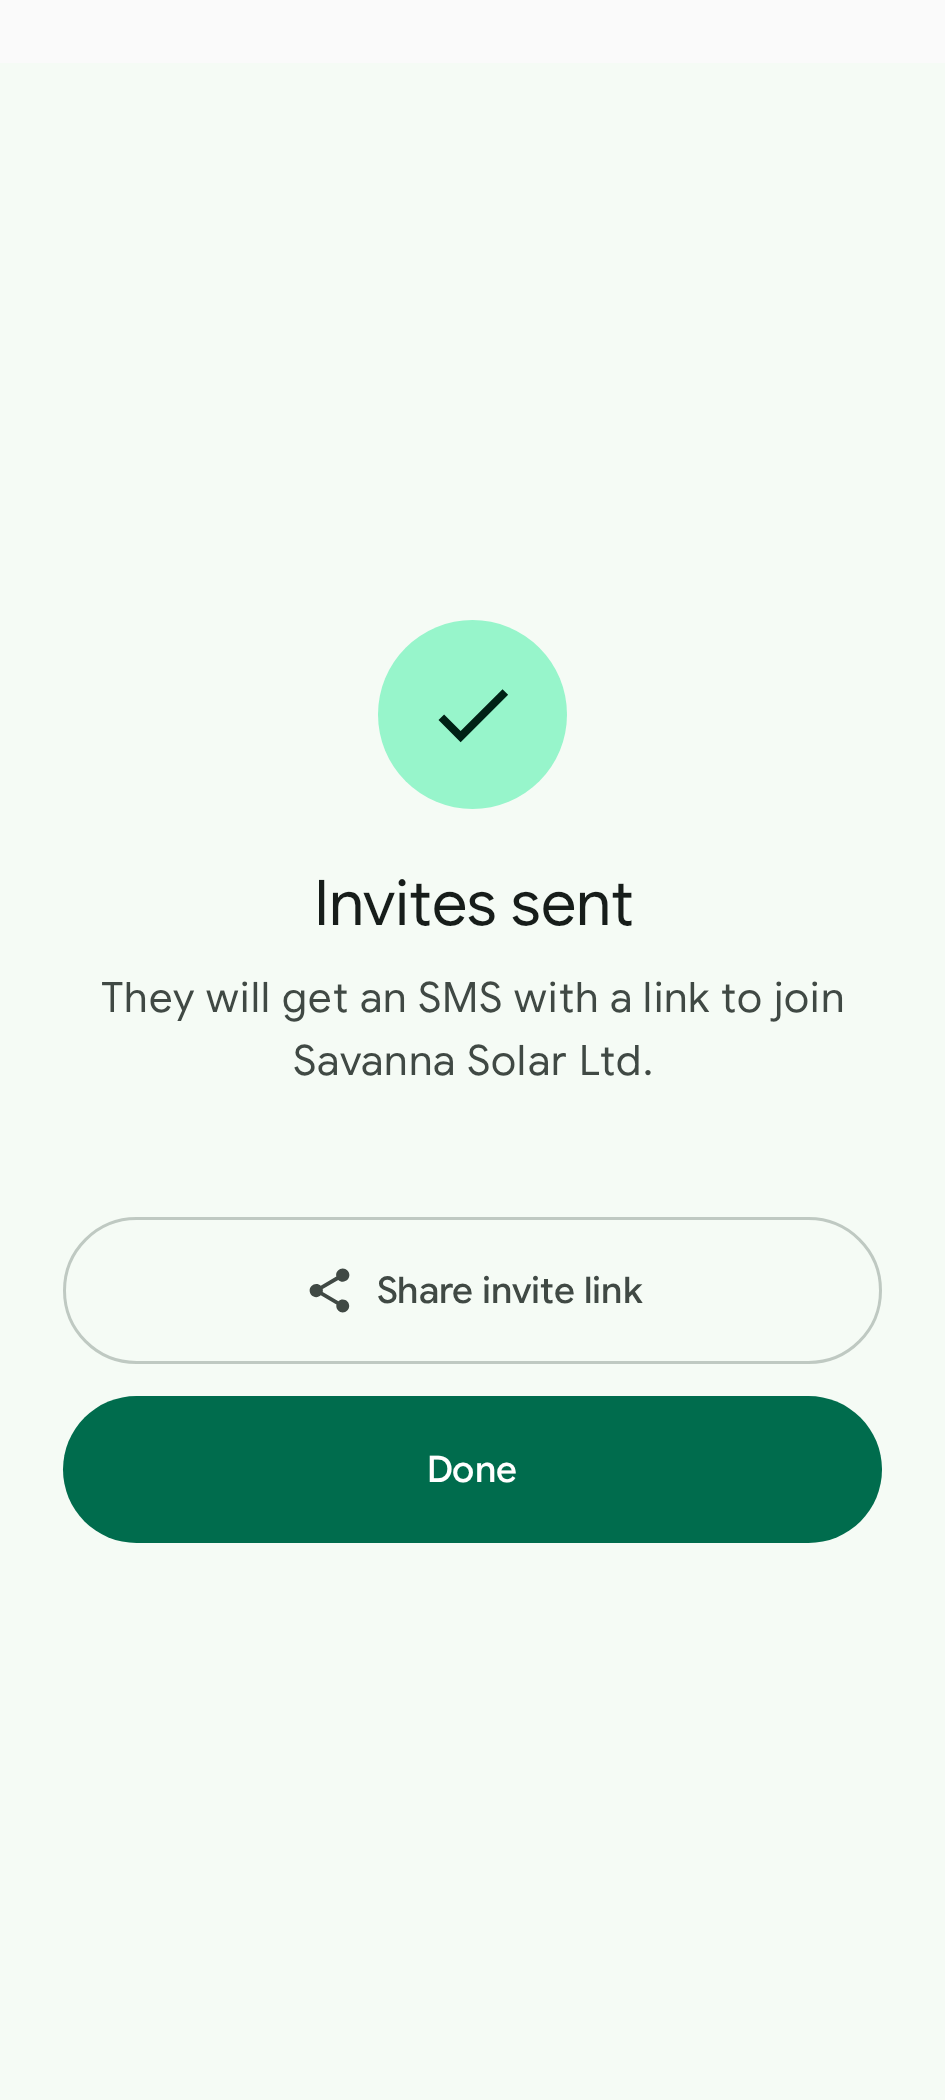 Invites sent
They will get an SMS with a link to join
Savanna Solar Ltd.
Share invite link
Done